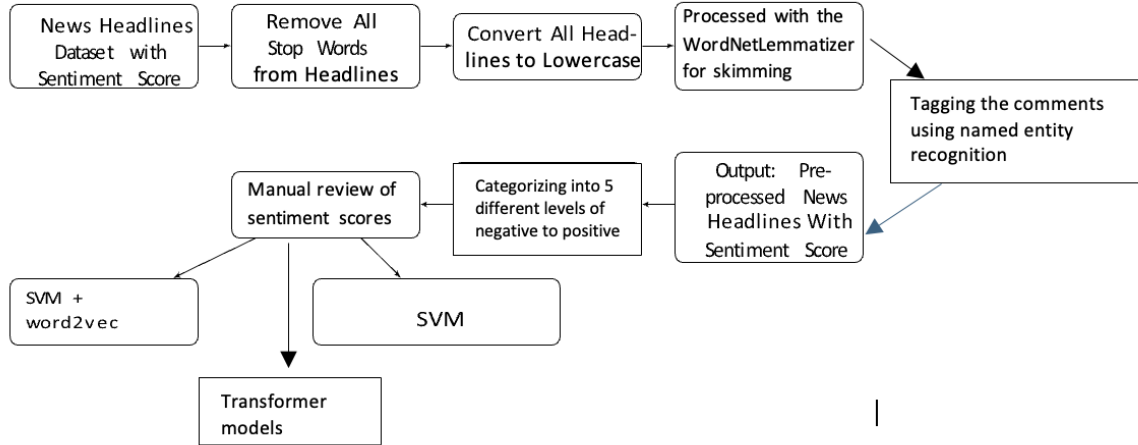 News Headlines
Dataset with
Sentiment Score
Remove All
Stop Words
from Headlines
Convert All Head-
lines to Lowercase
Processed with the
WordNetLemmatizer
for skimming
Tagging the comments
using named entity
recognition
Output: Pre-
processed News
Headlines With
Sentiment Score
Categorizing into 5
different levels of
negative to positive
Manual review of
sentiment scores
SVM +
word2vec
SVM
Transformer
models